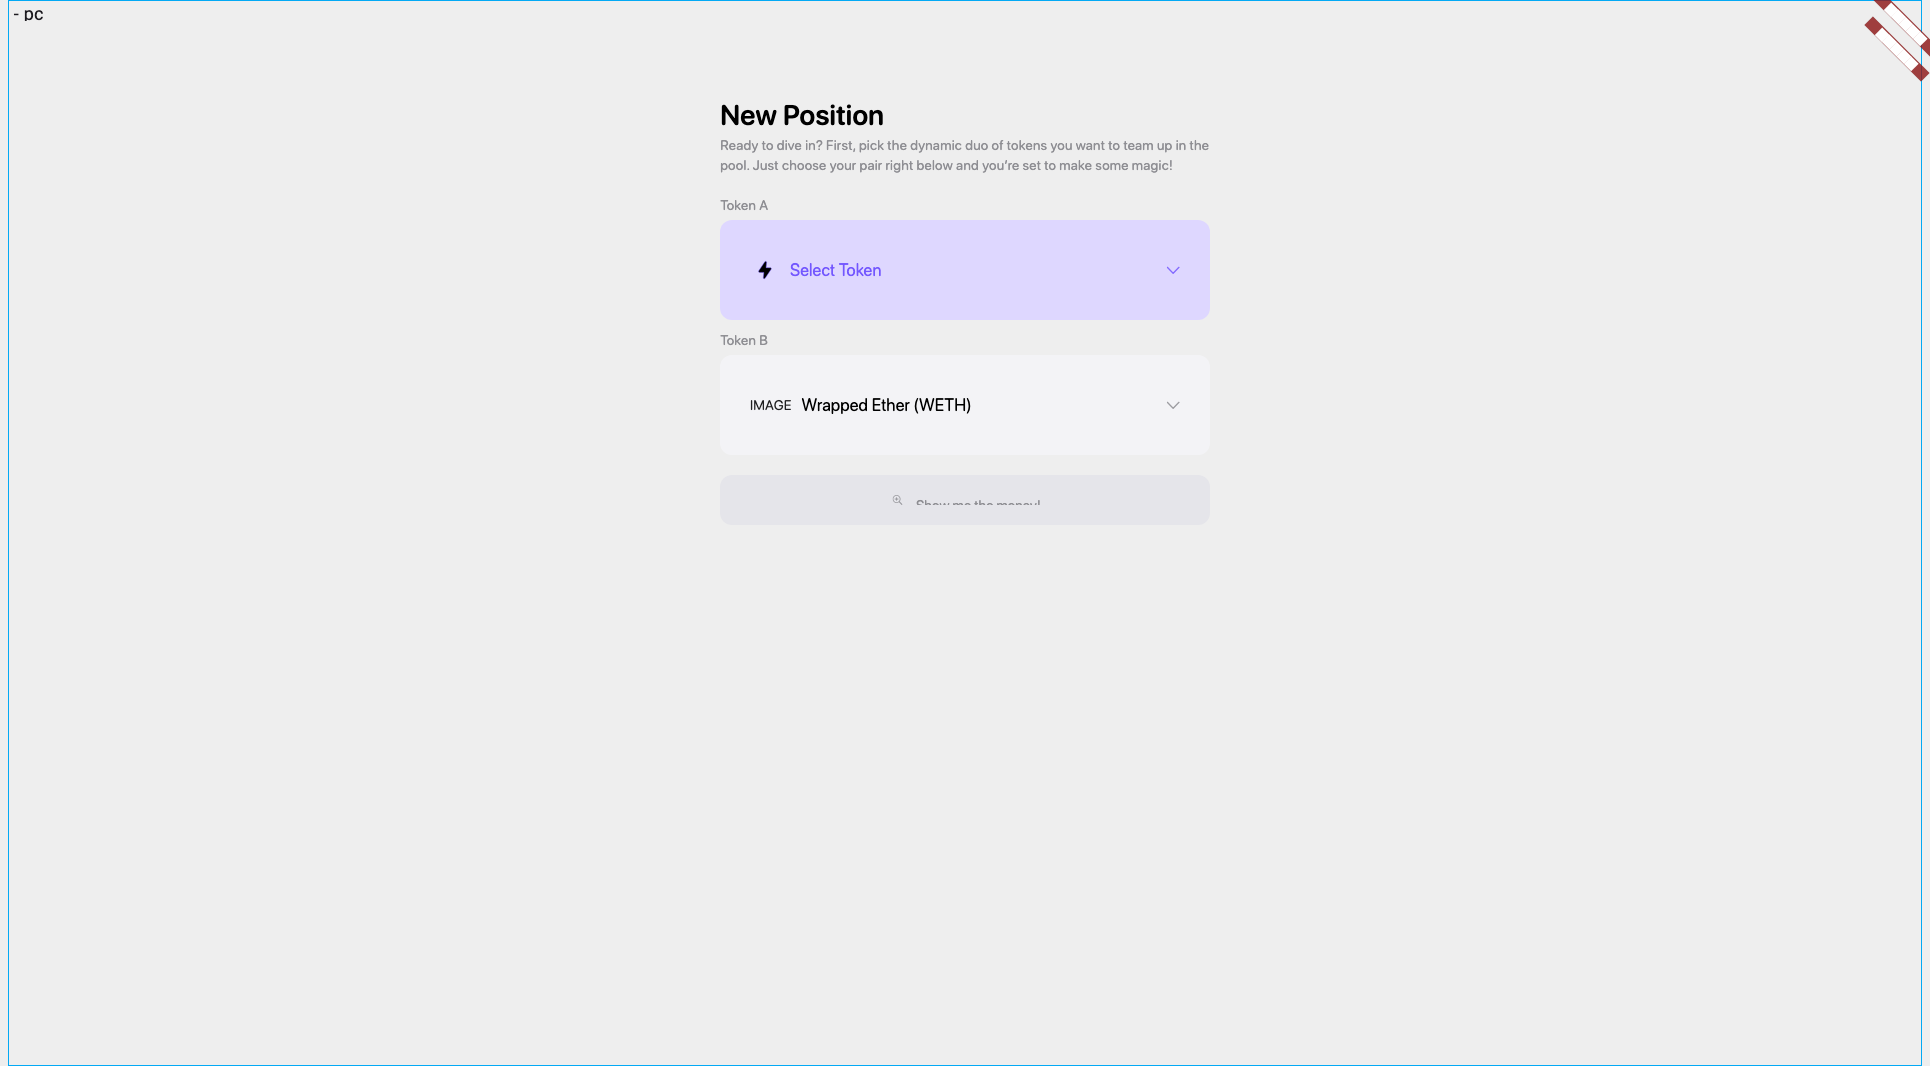 - pc
New Position
Ready to dive in? First, pick the dynamic duo of tokens you want to team up in the
pool. Just choose your pair right below and you're set to make some magic!
Token A
Select Token
Token B
IMAGE Wrapped Ether (WETH)
Show me the money!